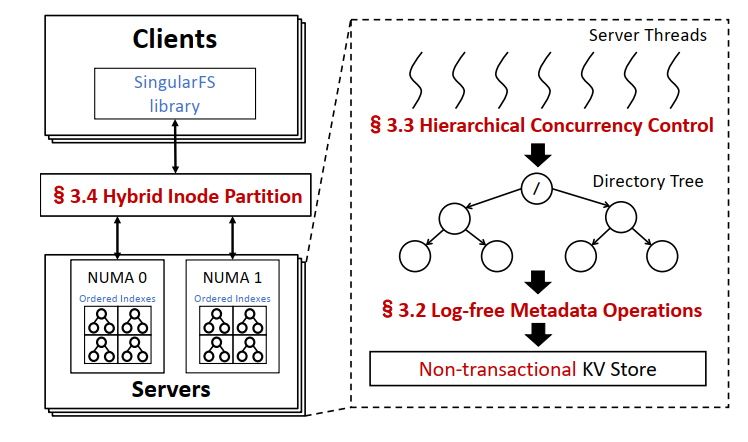 Clients
SingularFS
library
§ 3.4 Hybrid Inode Partition
NUMA 0
Ordered Indexes
NUMA 1
Ordered Indexes
Servers
Server Threads
§ 3.3 Hierarchical Concurrency Control
Directory Tree
/
§ 3.2 Log-free Metadata Operations
Non-transactional KV Store